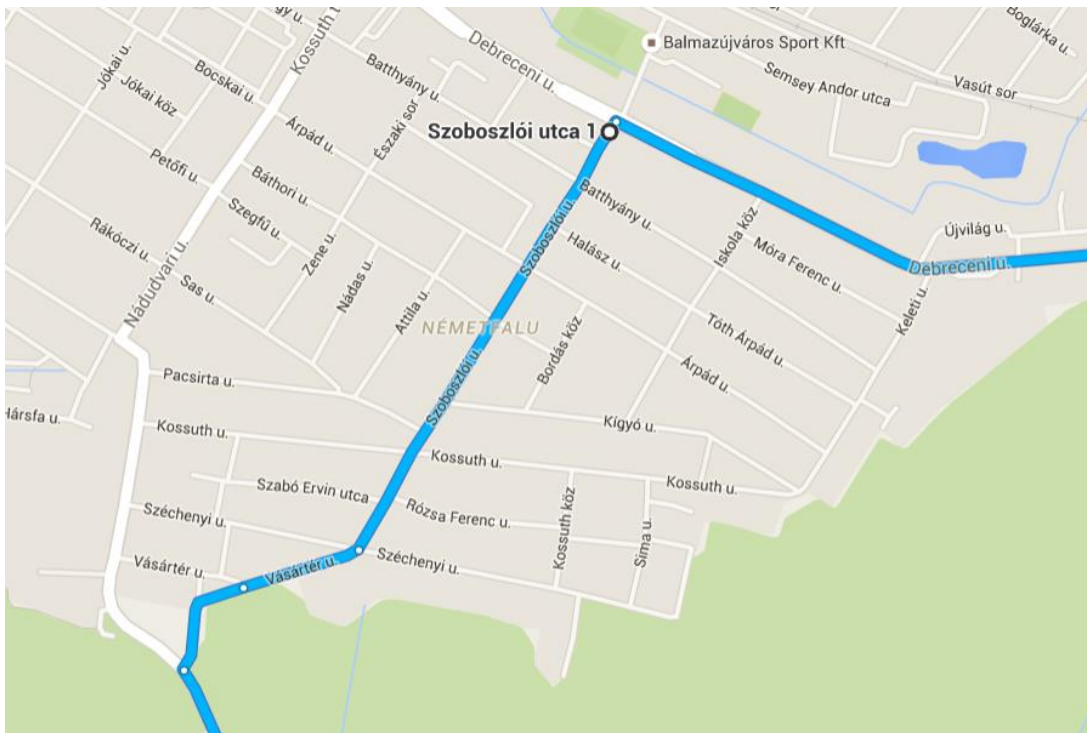 Kossuth u.
Boglárka u.
Jókai u.
Debreceni u.
Balmazújváros Sport Kft
Batthyány u.
Bocskai u.
Jókai köz
Semsey Andor utca
Vasút sor
Északi sor
Árpád u.
Szoboszlói utca 1
Petőfi u.
Báthori u.
Szegfű u.
Batthyány u.
Szoboszlói u.
Iskola köz
Halász u.
Móra Ferenc u.
Újvilág u.
Debreceni u.
Rákóczi u.
Nádudvari u.
Zene u.
Sas u.
Nádas u.
Attila u.
Keleti u.
NÉMETFALU
Bordás köz
Tóth Árpád u.
Árpád u.
Szoboszlói u.
Pacsirta u.
Hársfa u.
Kígyó u.
Kossuth u.
Kossuth u.
Kossuth u.
Szabó Ervin utca
Rózsa Ferenc u.
Kossuth köz
Sima u.
Széchenyi u.
Széchenyi u.
Vásártér u.
Vásártér u.